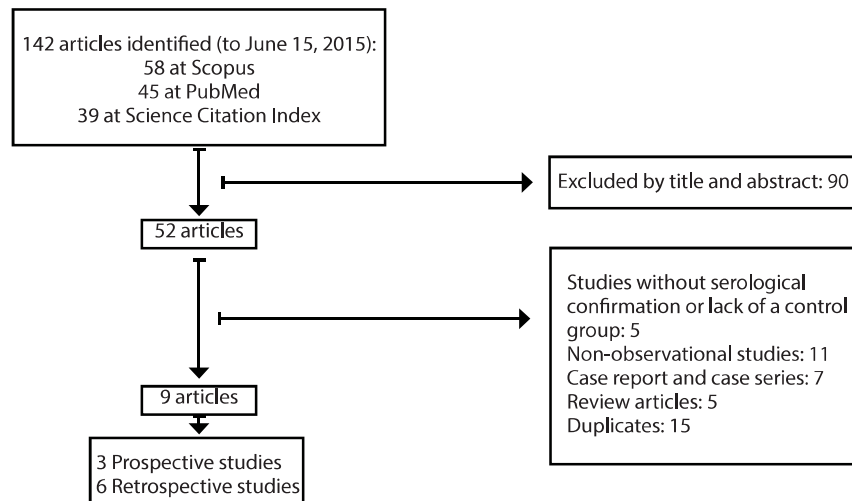 142 articles identified (to June 15, 2015):
58 at Scopus
45 at PubMed
39 at Science Citation Index
Excluded by title and abstract: 90
52 articles
Studies without serological
confirmation or lack of a control
group: 5
Non-observational studies: 11
Case report and case series: 7
Review articles: 5
Duplicates: 15
9 articles
3 Prospective studies
6 Retrospective studies